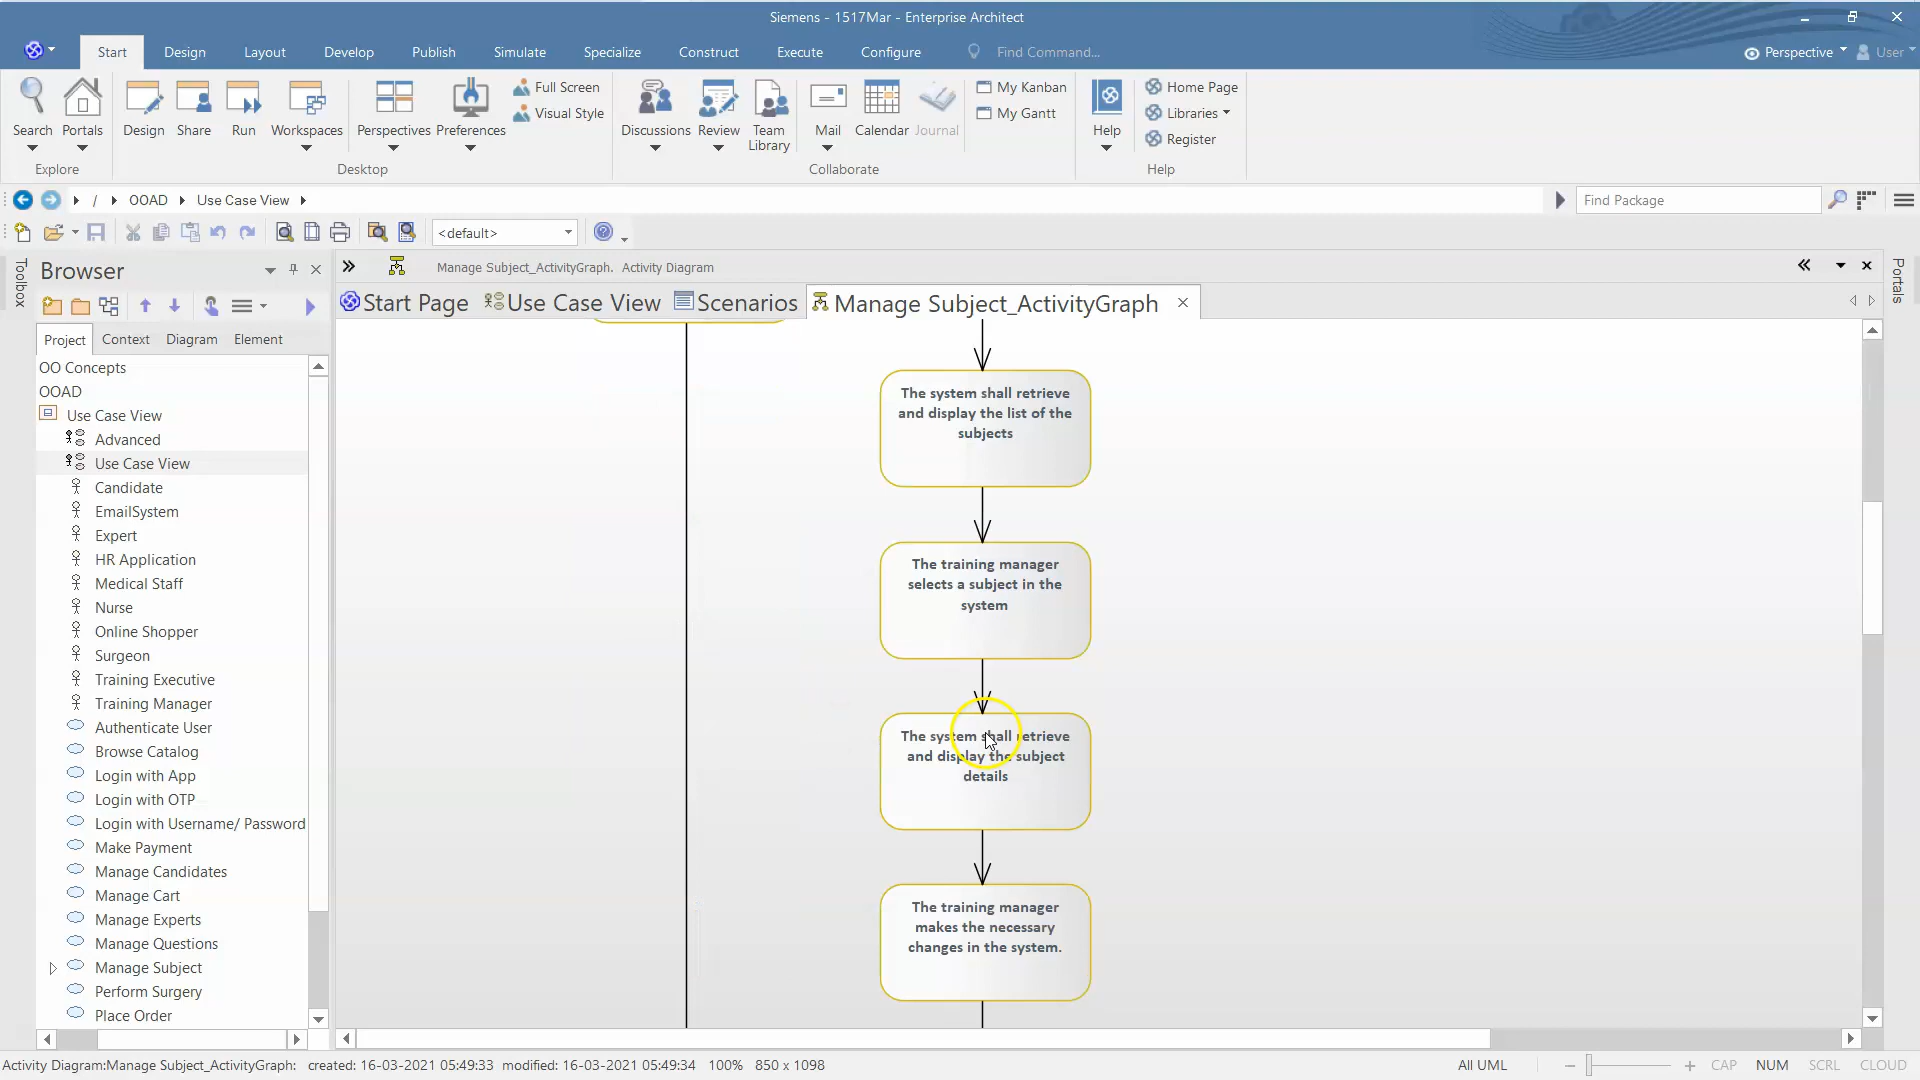 Siemens - 1517Mar - Enterprise Architect
Start Design Layout Develop Publish Simulate Specialize Construct Execute Configure Find Command... Perspective User
Full Screen My Kanban Home Page
Visual Style My Gantt Libraries
Search Portals Design Share Run Workspaces Perspectives Preferences Discussions Review Team Library Mail Calendar Journal Help Register
Explore Desktop Collaborate Help
/ OOAD Use Case View Find Package
<default>
Toolbox
Browser
Manage Subject_ActivityGraph. Activity Diagram
Portals
Start Page Use Case View Scenarios Manage Subject_ActivityGraph
Project Context Diagram Element
OO Concepts
OOAD
Use Case View
Advanced
Use Case View
Candidate
EmailSystem
Expert
HR Application
Medical Staff
Nurse
Online Shopper
Surgeon
Training Executive
Training Manager
Authenticate User
Browse Catalog
Login with App
Login with OTP
Login with Username/ Password
Make Payment
Manage Candidates
Manage Cart
Manage Experts
Manage Questions
Manage Subject
Perform Surgery
Place Order
The system shall retrieve
and display the list of the
subjects
The training manager
selects a subject in the
system
The system shall retrieve
and display the subject
details
The training manager
makes the necessary
changes in the system.
Activity Diagram:Manage Subject_ActivityGraph: created: 16-03-2021 05:49:33 modified: 16-03-2021 05:49:34 100% 850 x 1098 All UML CAP NUM SCRL CLOUD